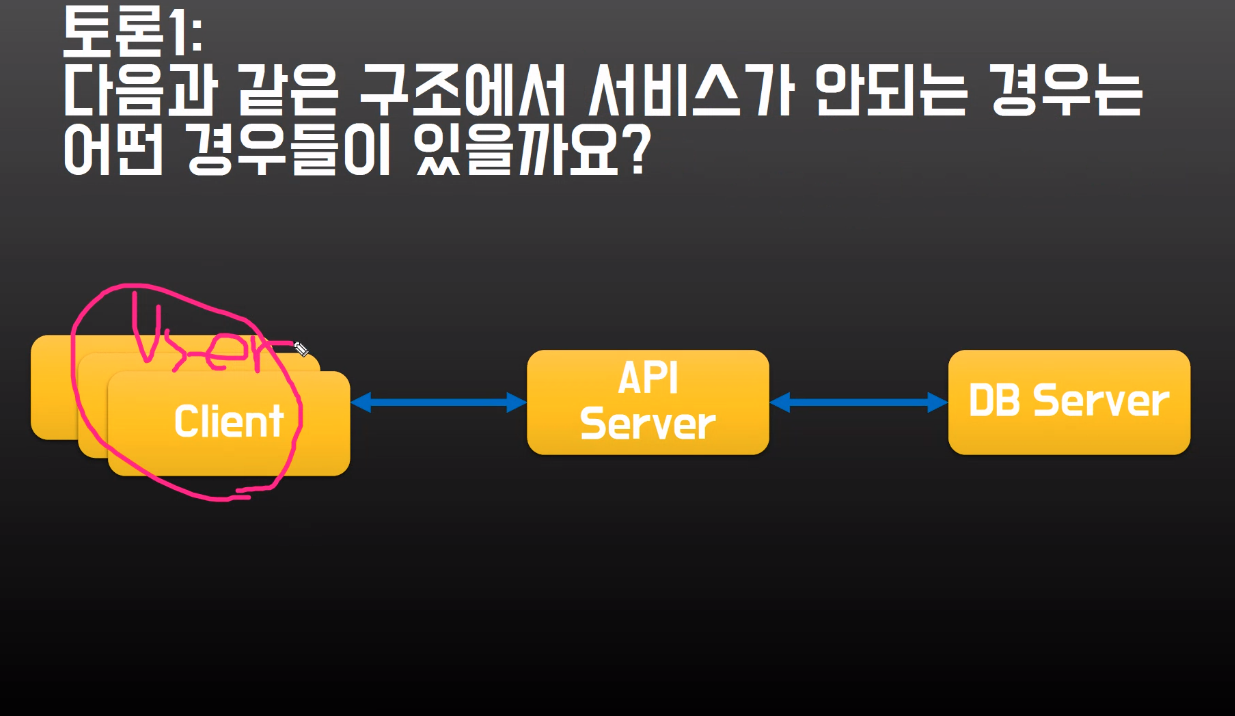 토론1:
다음과 같은 구조에서 서비스가 안되는 경우는
어떤 경우들이 있을까요?
User
Client
API
Server
DB Server